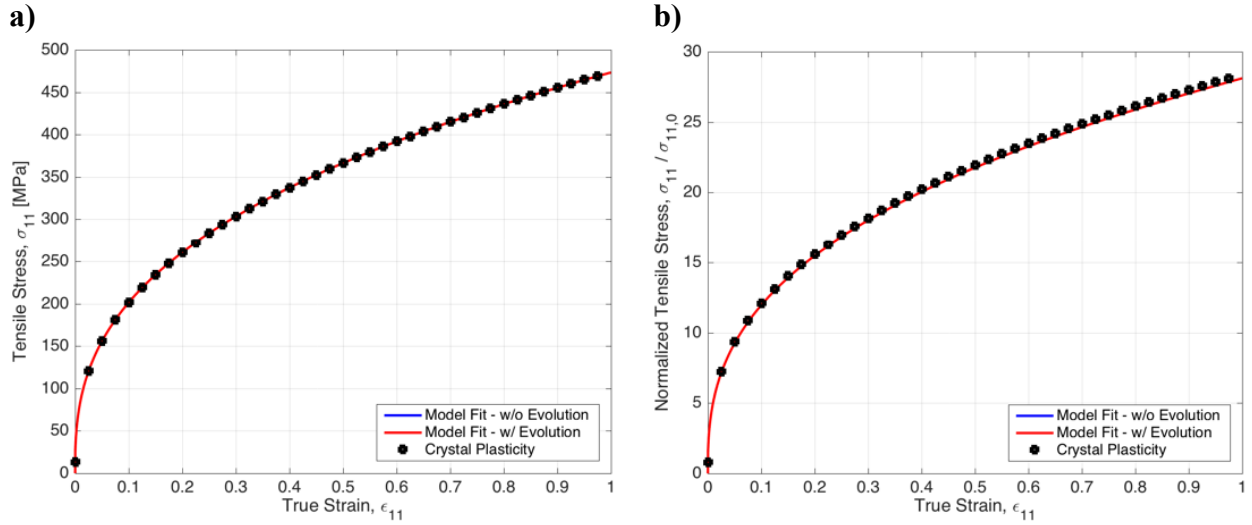 a)
500
450
400
350
300
250
200
150
100
50
0
Tensile Stress, σ11 [MPa]
Model Fit - w/o Evolution
Model Fit - w/ Evolution
Crystal Plasticity
0 0.1 0.2 0.3 0.4 0.5 0.6 0.7 0.8 0.9 1
True Strain, ϵ11
b)
30
25
20
15
10
5
0
Normalized Tensile Stress, σ11 / σ11,0
Model Fit - w/o Evolution
Model Fit - w/ Evolution
Crystal Plasticity
0 0.1 0.2 0.3 0.4 0.5 0.6 0.7 0.8 0.9 1
True Strain, ϵ11